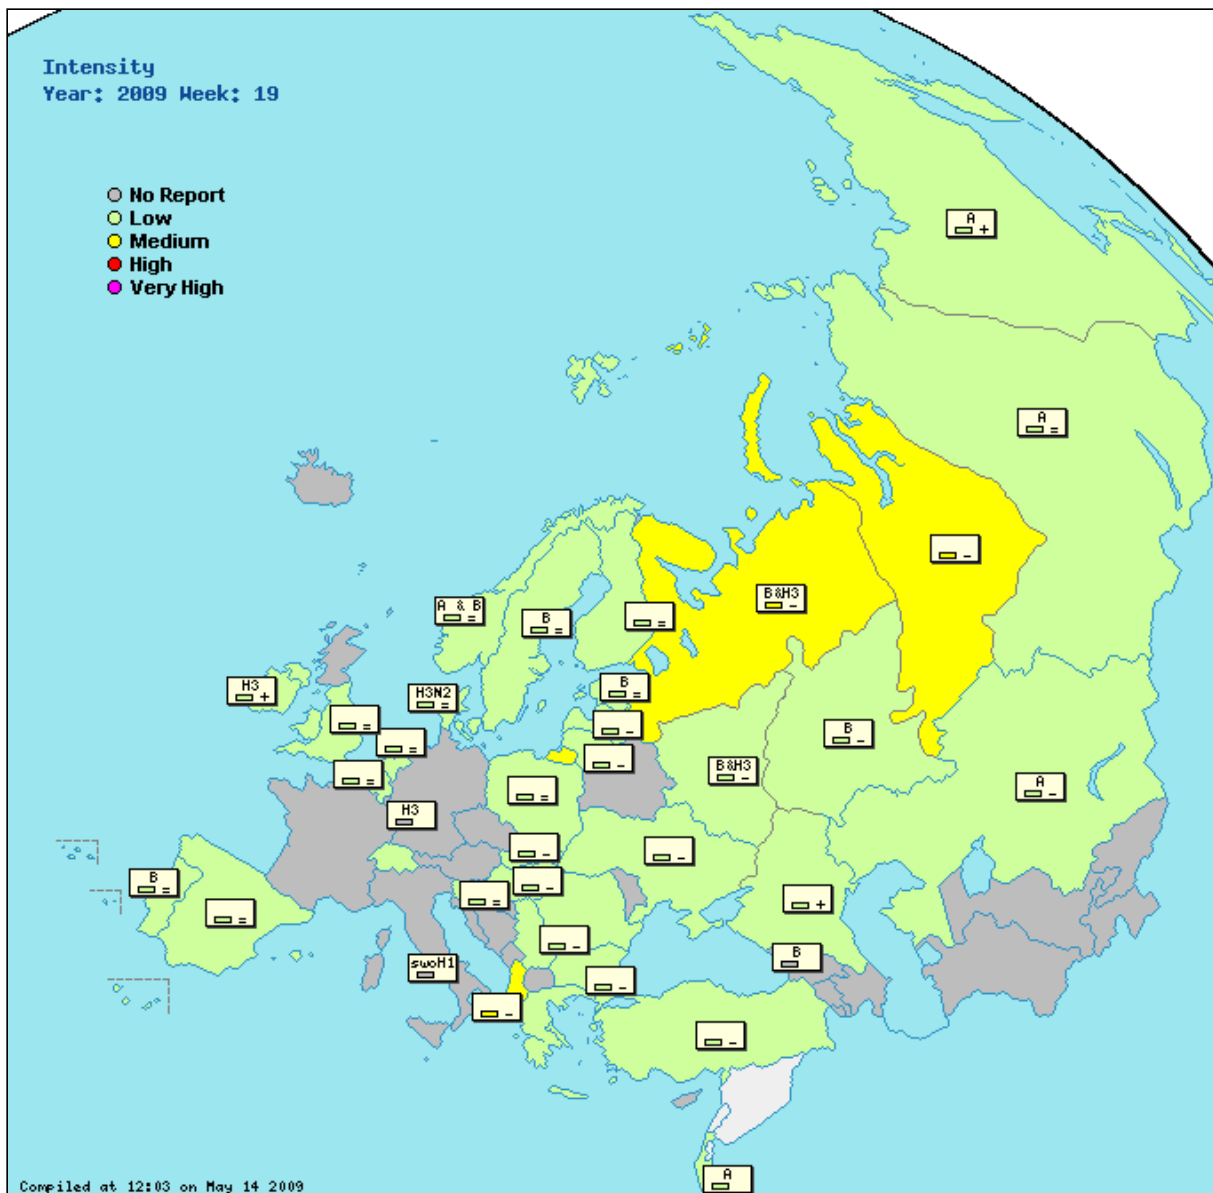 Intensity
Year: 2009 Week: 19
No Report
Low
Medium
High
Very High
A
+
A
=
-
B&H3
-
A & B
=
B
=
=
H3
+
H3N2
=
B
=
=
-
=
-
=
B&H3
-
B
-
A
-
=
H3
-
-
B
=
-
=
=
+
-
swoH1
B
-
-
-
A
Compiled at 12:03 on May 14 2009